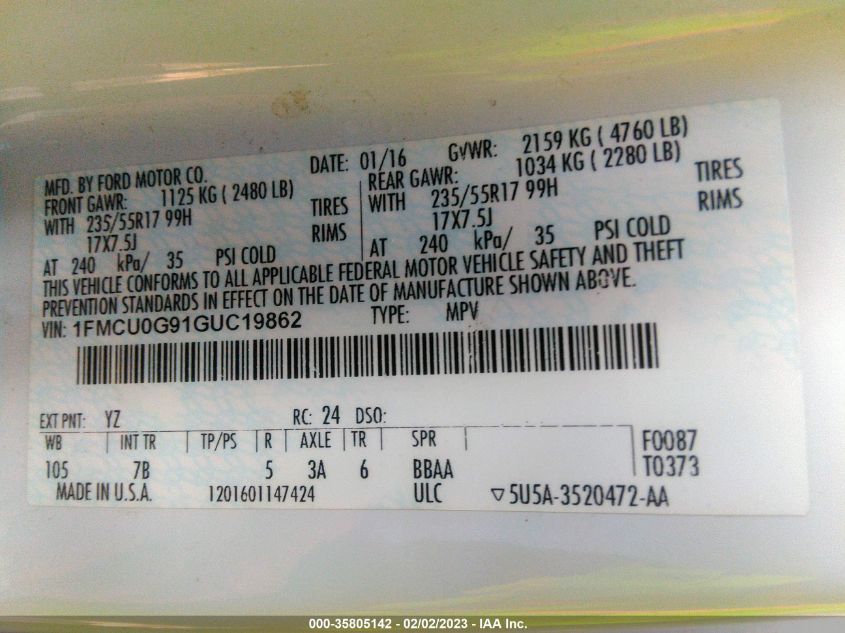 MFD. BY FORD MOTOR CO. DATE: 01/16 GVWR: 2159 KG ( 4760 LB)
FRONT GAWR: 1125 KG ( 2480 LB) REAR GAWR: 1034 KG ( 2280 LB)
WITH 235/55R17 99H TIRES WITH 235/55R17 99H TIRES
17X7.5J RIMS 17X7.5J RIMS
AT 240 kPa/ 35 PSI COLD AT 240 kPa/ 35 PSI COLD
THIS VEHICLE CONFORMS TO ALL APPLICABLE FEDERAL MOTOR VEHICLE SAFETY AND THEFT
PREVENTION STANDARDS IN EFFECT ON THE DATE OF MANUFACTURE SHOWN ABOVE.
VIN: 1FMCU0G91GUC19862 TYPE: MPV
EXT PNT: YZ RC: 24 DSO:
WB INT TR TP/PS R AXLE TR SPR F0087
105 7B 5 3A 6 BBAA T0373
MADE IN U.S.A. 1201601147424 ULC ▽5U5A-3520472-AA
000-35805142 - 02/02/2023 - IAA Inc.